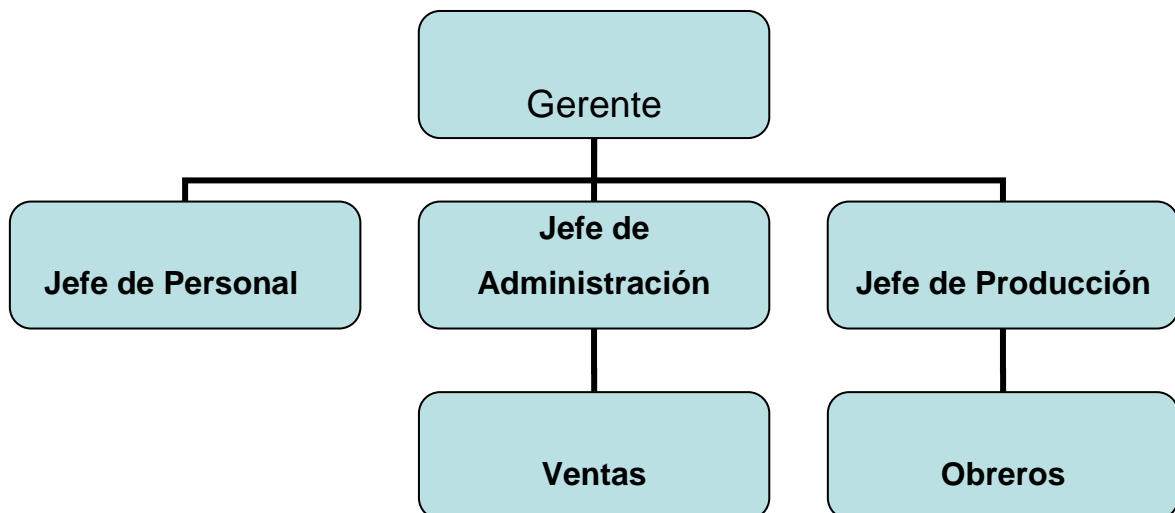 Gerente
Jefe de Personal
Jefe de
Administración
Jefe de Producción
Ventas
Obreros